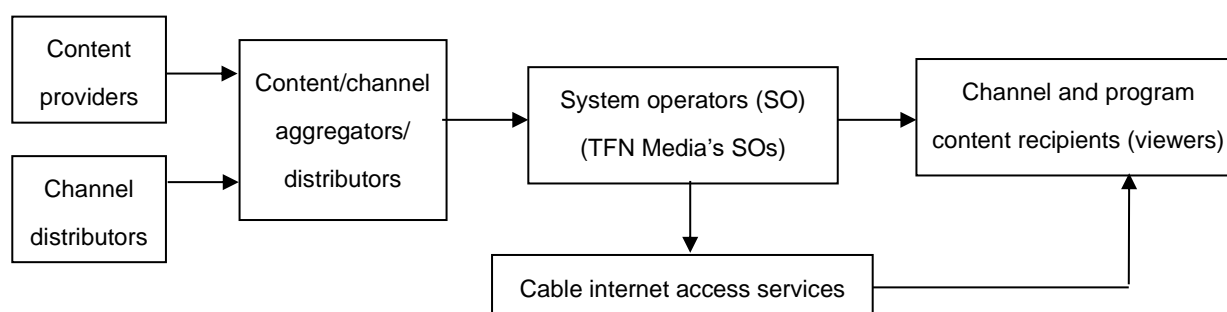 Content
providers
Channel
distributors
Content/channel
aggregators/
distributors
System operators (SO)
(TFN Media’s SOs)
Channel and program
content recipients (viewers)
Cable internet access services